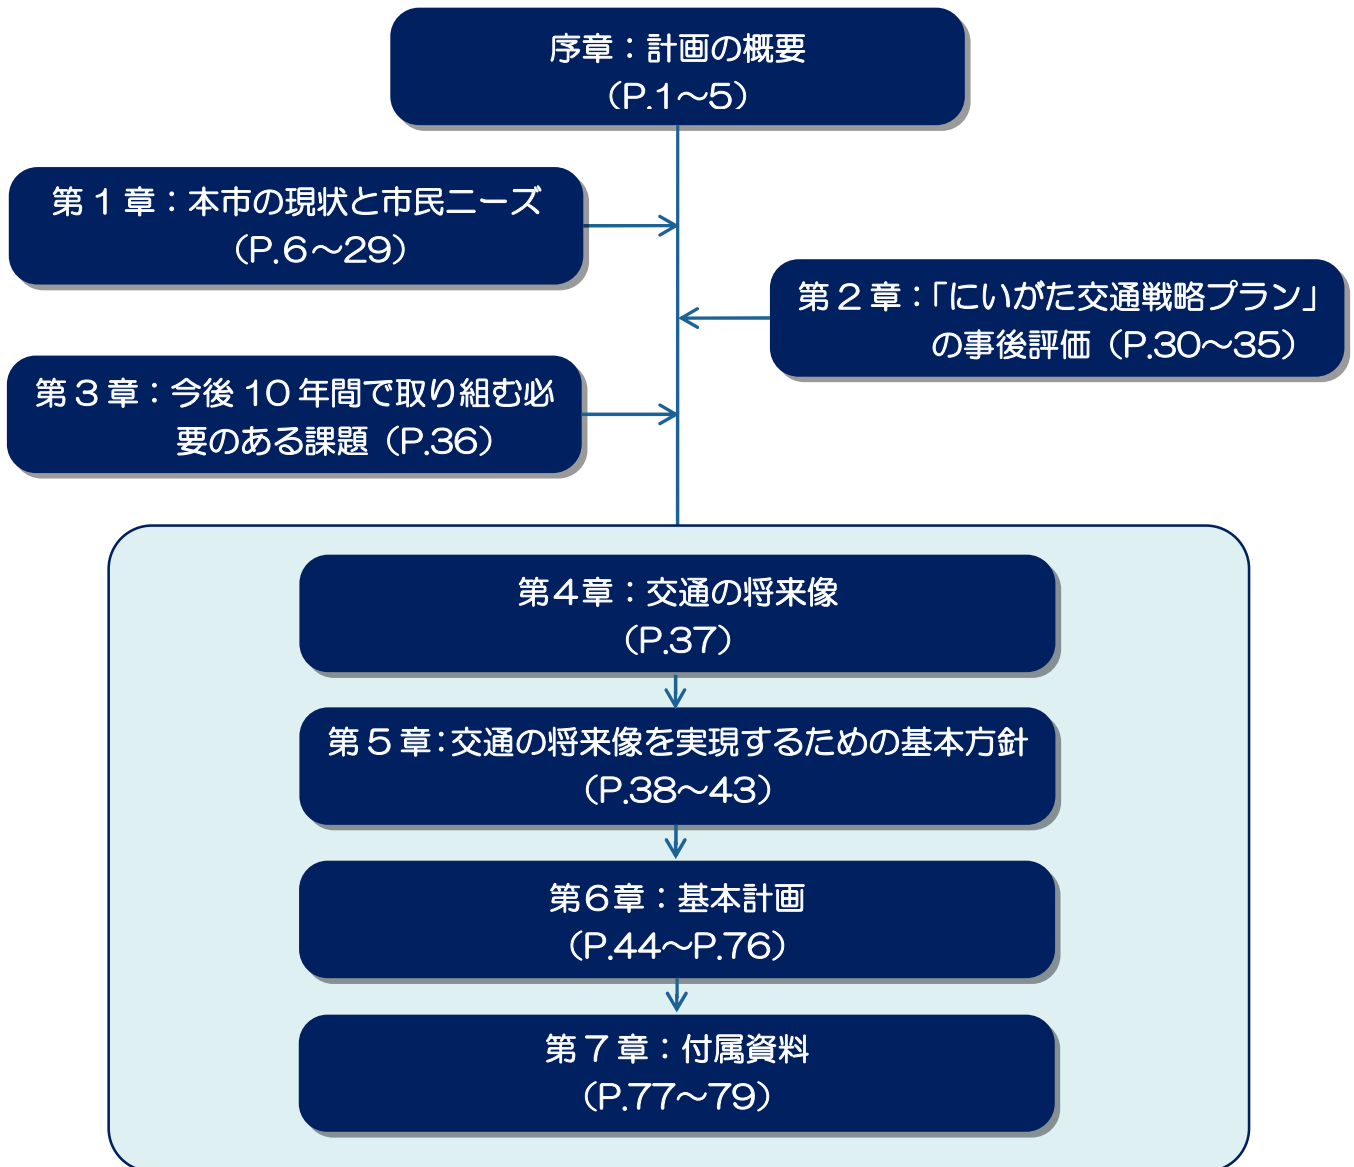 序章：計画の概要
（P.1～5）
第1章：本市の現状と市民ニーズ
（P.6～29）
第2章：「にいがた交通戦略プラン」
の事後評価（P.30～35）
第3章：今後10年間で取り組む必
要のある課題（P.36）
第4章：交通の将来像
（P.37）
第5章：交通の将来像を実現するための基本方針
（P.38～43）
第6章：基本計画
（P.44～P.76）
第7章：付属資料
（P.77～79）